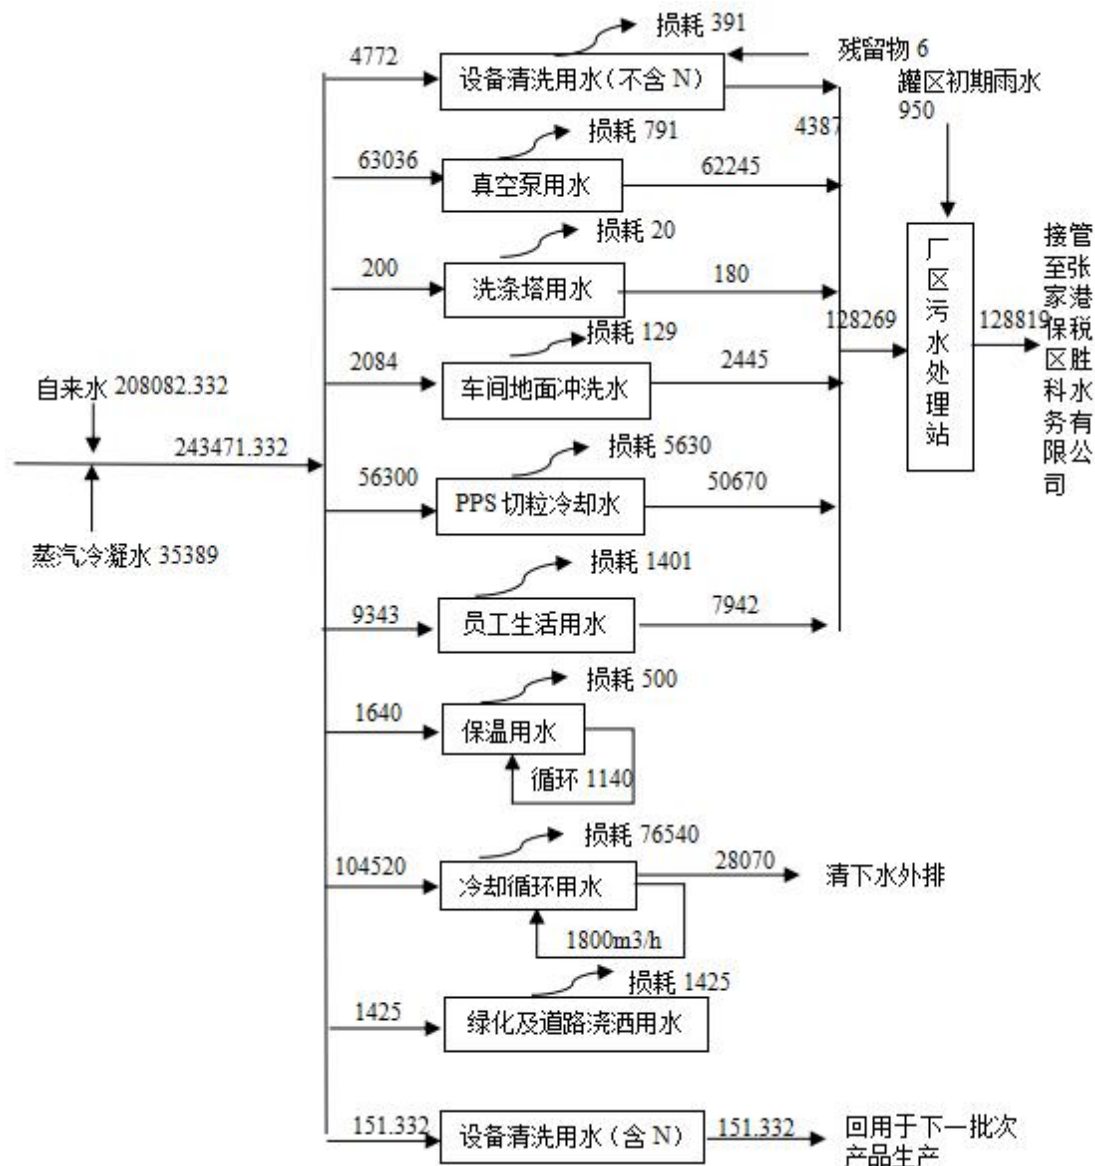 损耗 391
4772
设备清洗用水（不含 N）
残留物 6
罐区初期雨水
950
4387
损耗 791
63036
真空泵用水
62245
损耗 20
200
洗涤塔用水
180
损耗 129
2084
车间地面冲洗水
2445
自来水 208082.332
243471.332
蒸汽冷凝水 35389
损耗 5630
56300
PPS 切粒冷却水
50670
损耗 1401
9343
员工生活用水
7942
128269
厂区污水处理站
128819
接管
至张
家港
保税
区胜
科水
务有
限公
司
损耗 500
1640
保温用水
循环 1140
损耗 76540
104520
冷却循环用水
28070
清下水外排
1800m3/h
损耗 1425
1425
绿化及道路浇洒用水
151.332
设备清洗用水（含 N）
151.332
回用于下一批次
产品生产